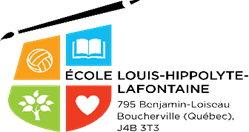 ÉCOLE LOUIS-HIPPOLYTE-
LAFONTAINE
795 Benjamin-Loiseau
Boucherville (Québec),
J4B 3T3